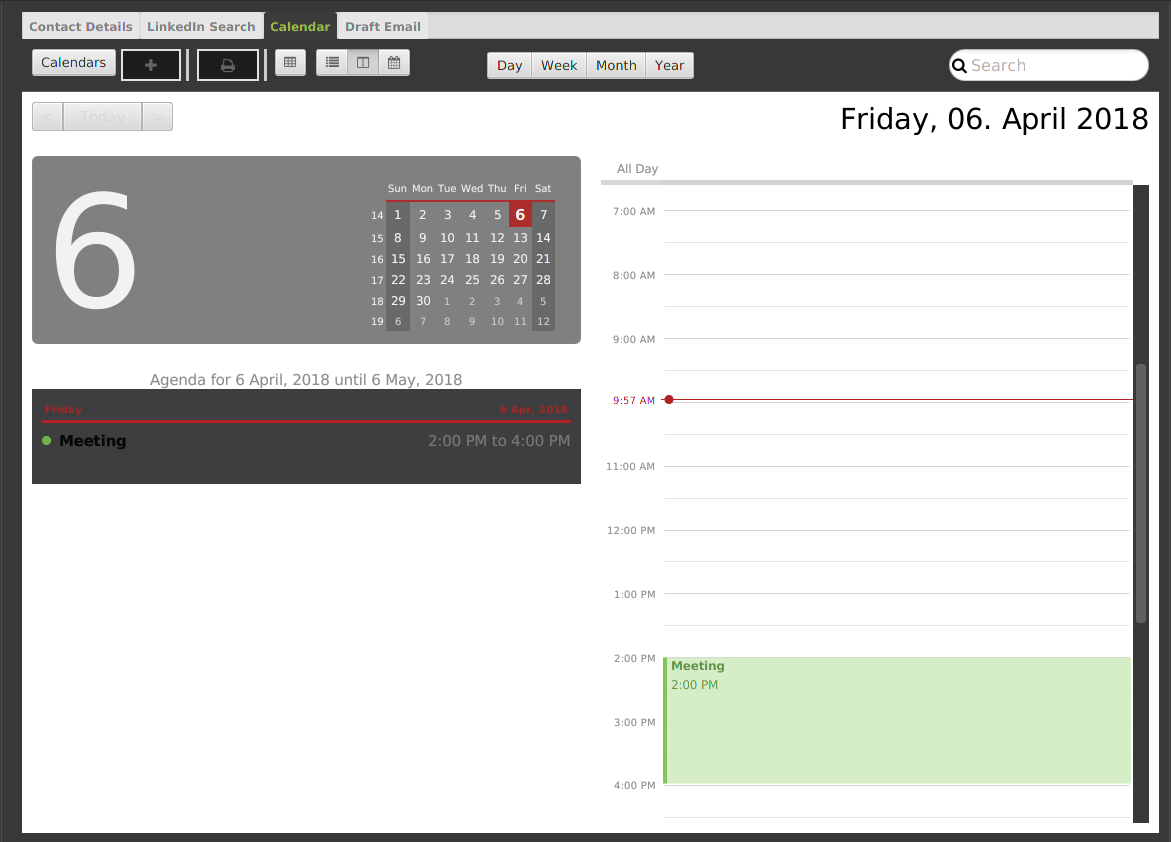 Contact Details LinkedIn Search Calendar Draft Email
Calendars Day Week Month Year Search
< Today > Friday, 06. April 2018
6
Sun Mon Tue Wed Thu Fri Sat
14 1 2 3 4 5 6 7
15 8 9 10 11 12 13 14
16 15 16 17 18 19 20 21
17 22 23 24 25 26 27 28
18 29 30 1 2 3 4 5
19 6 7 8 9 10 11 12
Agenda for 6 April, 2018 until 6 May, 2018
Friday 6 Apr, 2018
Meeting 2:00 PM to 4:00 PM
All Day
7:00 AM
8:00 AM
9:00 AM
9:57 AM
11:00 AM
12:00 PM
1:00 PM
2:00 PM
Meeting
2:00 PM
3:00 PM
4:00 PM